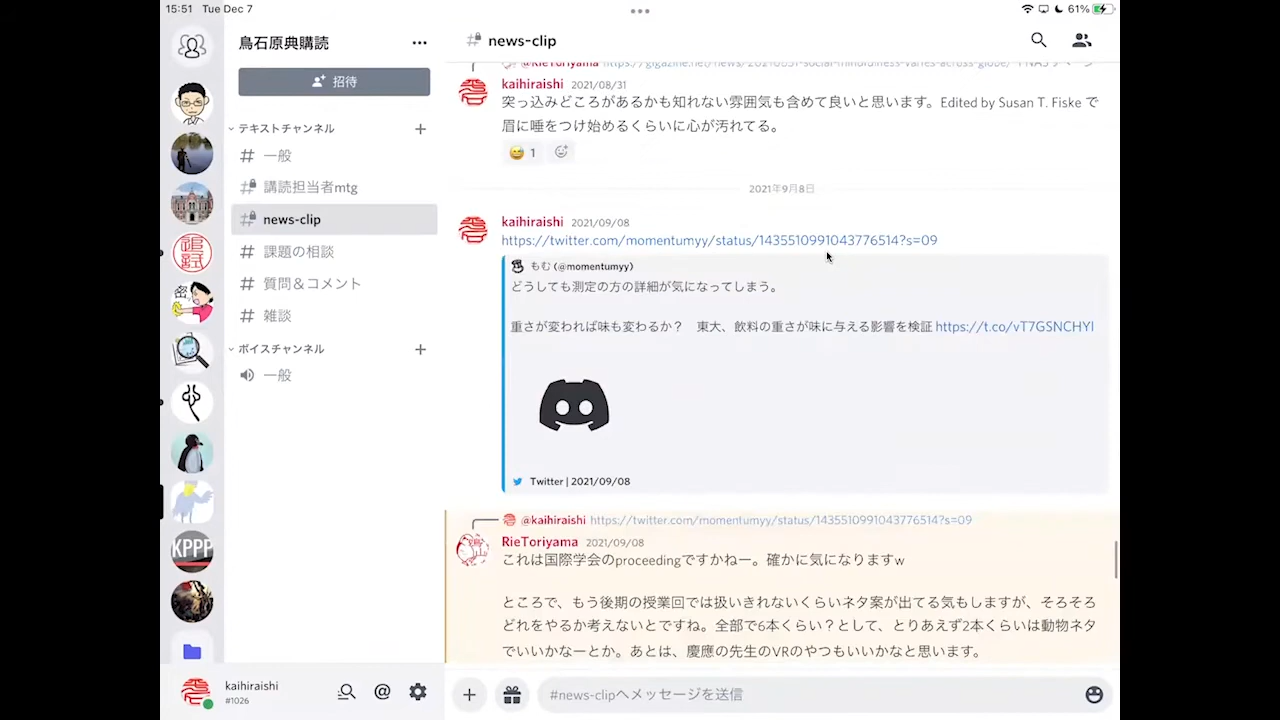 15:51 Tue Dec 7
61%
鳥石原典購読
招待
テキストチャンネル
一般
講読担当者mtg
news-clip
課題の相談
質問＆コメント
雑談
ボイスチャンネル
一般
KPPP
kaihiraishi
#1026
news-clip
kaihiraishi 2021/08/31
突っ込みどころがあるかも知れない雰囲気も含めて良いと思います。Edited by Susan T. Fiske で
眉に唾をつけ始めるくらいに心が汚れてる。
1
2021年9月8日
kaihiraishi 2021/09/08
https://twitter.com/momentumyy/status/1435510991043776514?s=09
もむ (@momentumyy)
どうしても測定の方の詳細が気になってしまう。
重さが変われば味も変わるか？ 東大、飲料の重さが味に与える影響を検証 https://t.co/vT7GSNCHYI
Twitter | 2021/09/08
@kaihiraishi https://twitter.com/momentumyy/status/1435510991043776514?s=09
RieToriyama 2021/09/08
これは国際学会のproceedingですかねー。確かに気になりますw
ところで、もう後期の授業回では扱いきれないくらいネタ案が出てる気もしますが、そろそろ
どれをやるか考えないとですね。全部で6本くらい？として、とりあえず2本くらいは動物ネタ
でいいかなーとか。あとは、慶應の先生のVRのやつもいいかなと思います。
#news-clipへメッセージを送信